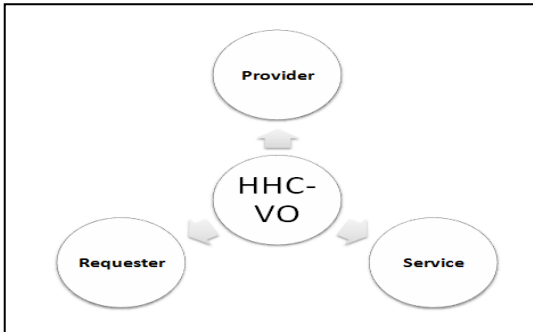 Provider
HHC-
VO
Requester
Service